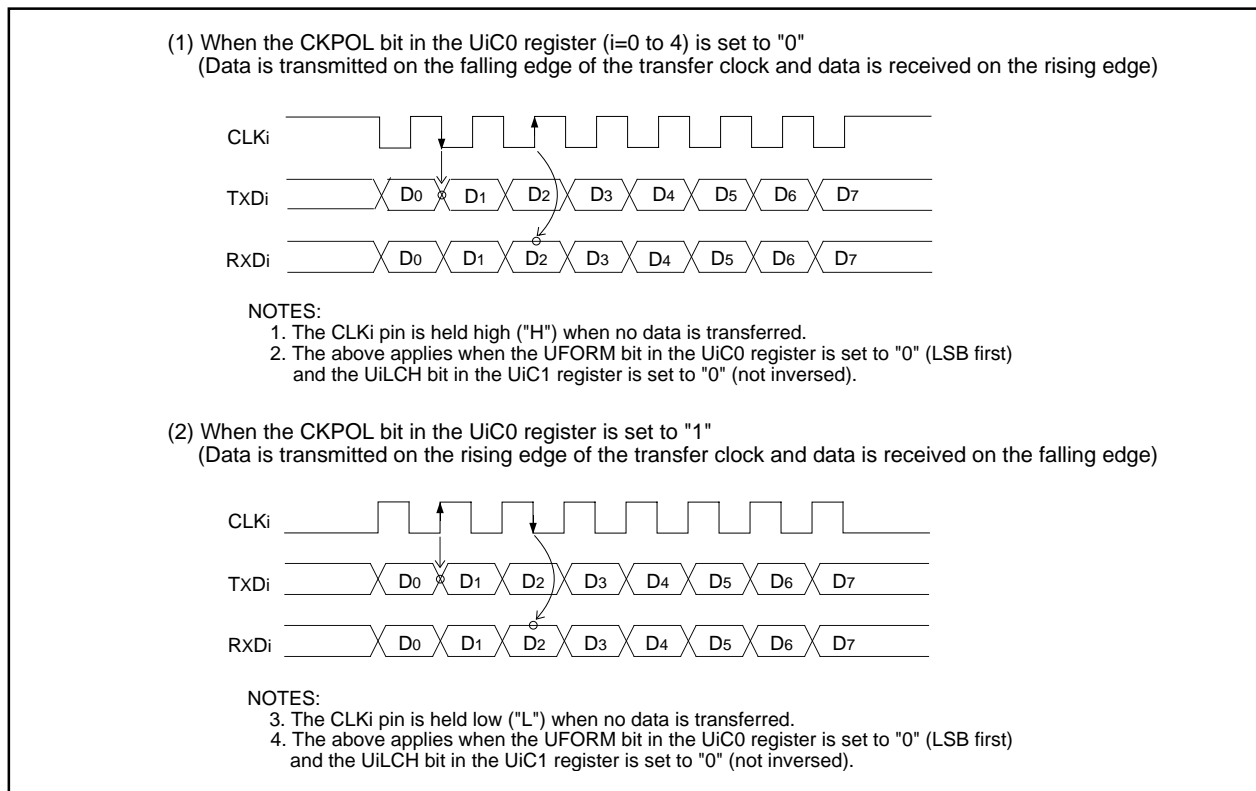 (1) When the CKPOL bit in the UiC0 register (i=0 to 4) is set to "0"
(Data is transmitted on the falling edge of the transfer clock and data is received on the rising edge)
CLKi
TXDi D0 D1 D2 D3 D4 D5 D6 D7
RXDi D0 D1 D2 D3 D4 D5 D6 D7
NOTES:
1. The CLKi pin is held high ("H") when no data is transferred.
2. The above applies when the UFORM bit in the UiC0 register is set to "0" (LSB first)
and the UiLCH bit in the UiC1 register is set to "0" (not inversed).
(2) When the CKPOL bit in the UiC0 register is set to "1"
(Data is transmitted on the rising edge of the transfer clock and data is received on the falling edge)
CLKi
TXDi D0 D1 D2 D3 D4 D5 D6 D7
RXDi D0 D1 D2 D3 D4 D5 D6 D7
NOTES:
3. The CLKi pin is held low ("L") when no data is transferred.
4. The above applies when the UFORM bit in the UiC0 register is set to "0" (LSB first)
and the UiLCH bit in the UiC1 register is set to "0" (not inversed).